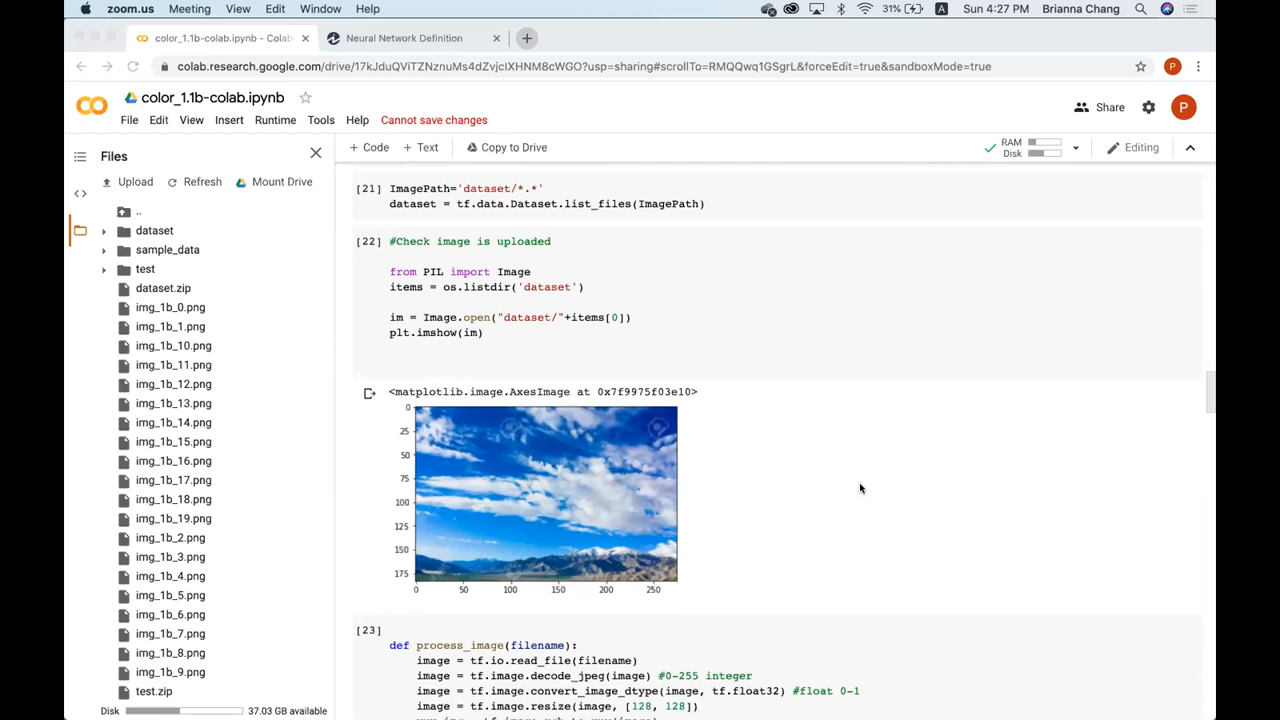 zoom.us Meeting View Edit Window Help 31% A Sun 4:27 PM Brianna Chang
color_1.1b-colab.ipynb - Colab Neural Network Definition
colab.research.google.com/drive/17kJduQViTZNznuMs4dZvjcIXHNM8cWGO?usp=sharing#scrollTo=RMQQwq1GSgrL&forceEdit=true&sandboxMode=true P
color_1.1b-colab.ipynb
Share P
File Edit View Insert Runtime Tools Help Cannot save changes
+ Code + Text Copy to Drive RAM Disk Editing
Files
Upload Refresh Mount Drive
..
dataset
sample_data
test
dataset.zip
img_1b_0.png
img_1b_1.png
img_1b_10.png
img_1b_11.png
img_1b_12.png
img_1b_13.png
img_1b_14.png
img_1b_15.png
img_1b_16.png
img_1b_17.png
img_1b_18.png
img_1b_19.png
img_1b_2.png
img_1b_3.png
img_1b_4.png
img_1b_5.png
img_1b_6.png
img_1b_7.png
img_1b_8.png
img_1b_9.png
test.zip
Disk 37.03 GB available
[21] ImagePath='dataset/*.*'
dataset = tf.data.Dataset.list_files(ImagePath)
[22] #Check image is uploaded
from PIL import Image
items = os.listdir('dataset')
im = Image.open("dataset/"+items[0])
plt.imshow(im)
<matplotlib.image.AxesImage at 0x7f9975f03e10>
0
25
50
75
100
125
150
175
0 50 100 150 200 250
[23]
def process_image(filename):
image = tf.io.read_file(filename)
image = tf.image.decode_jpeg(image) #0-255 integer
image = tf.image.convert_image_dtype(image, tf.float32) #float 0-1
image = tf.image.resize(image, [128, 128])